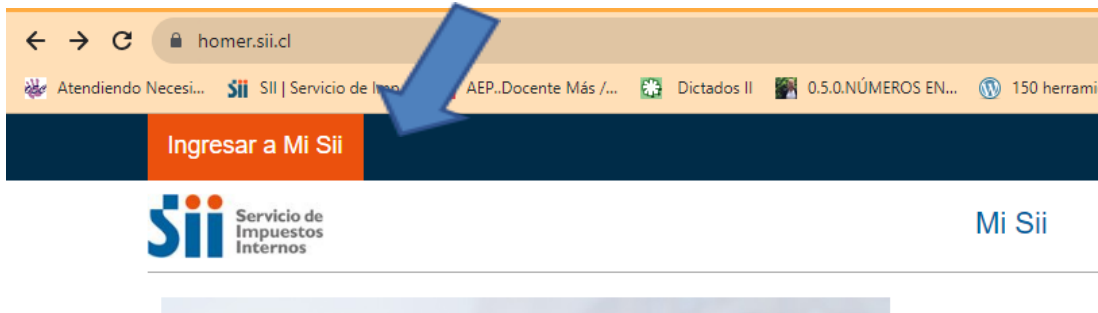 homer.sii.cl
Atendiendo Necesi... Sii SII | Servicio de AEP..Docente Más /... Dictados II 0.5.0.NÚMEROS EN... 150 herrami
Ingresar a Mi Sii
Sii Servicio de
Impuestos
Internos
Mi Sii